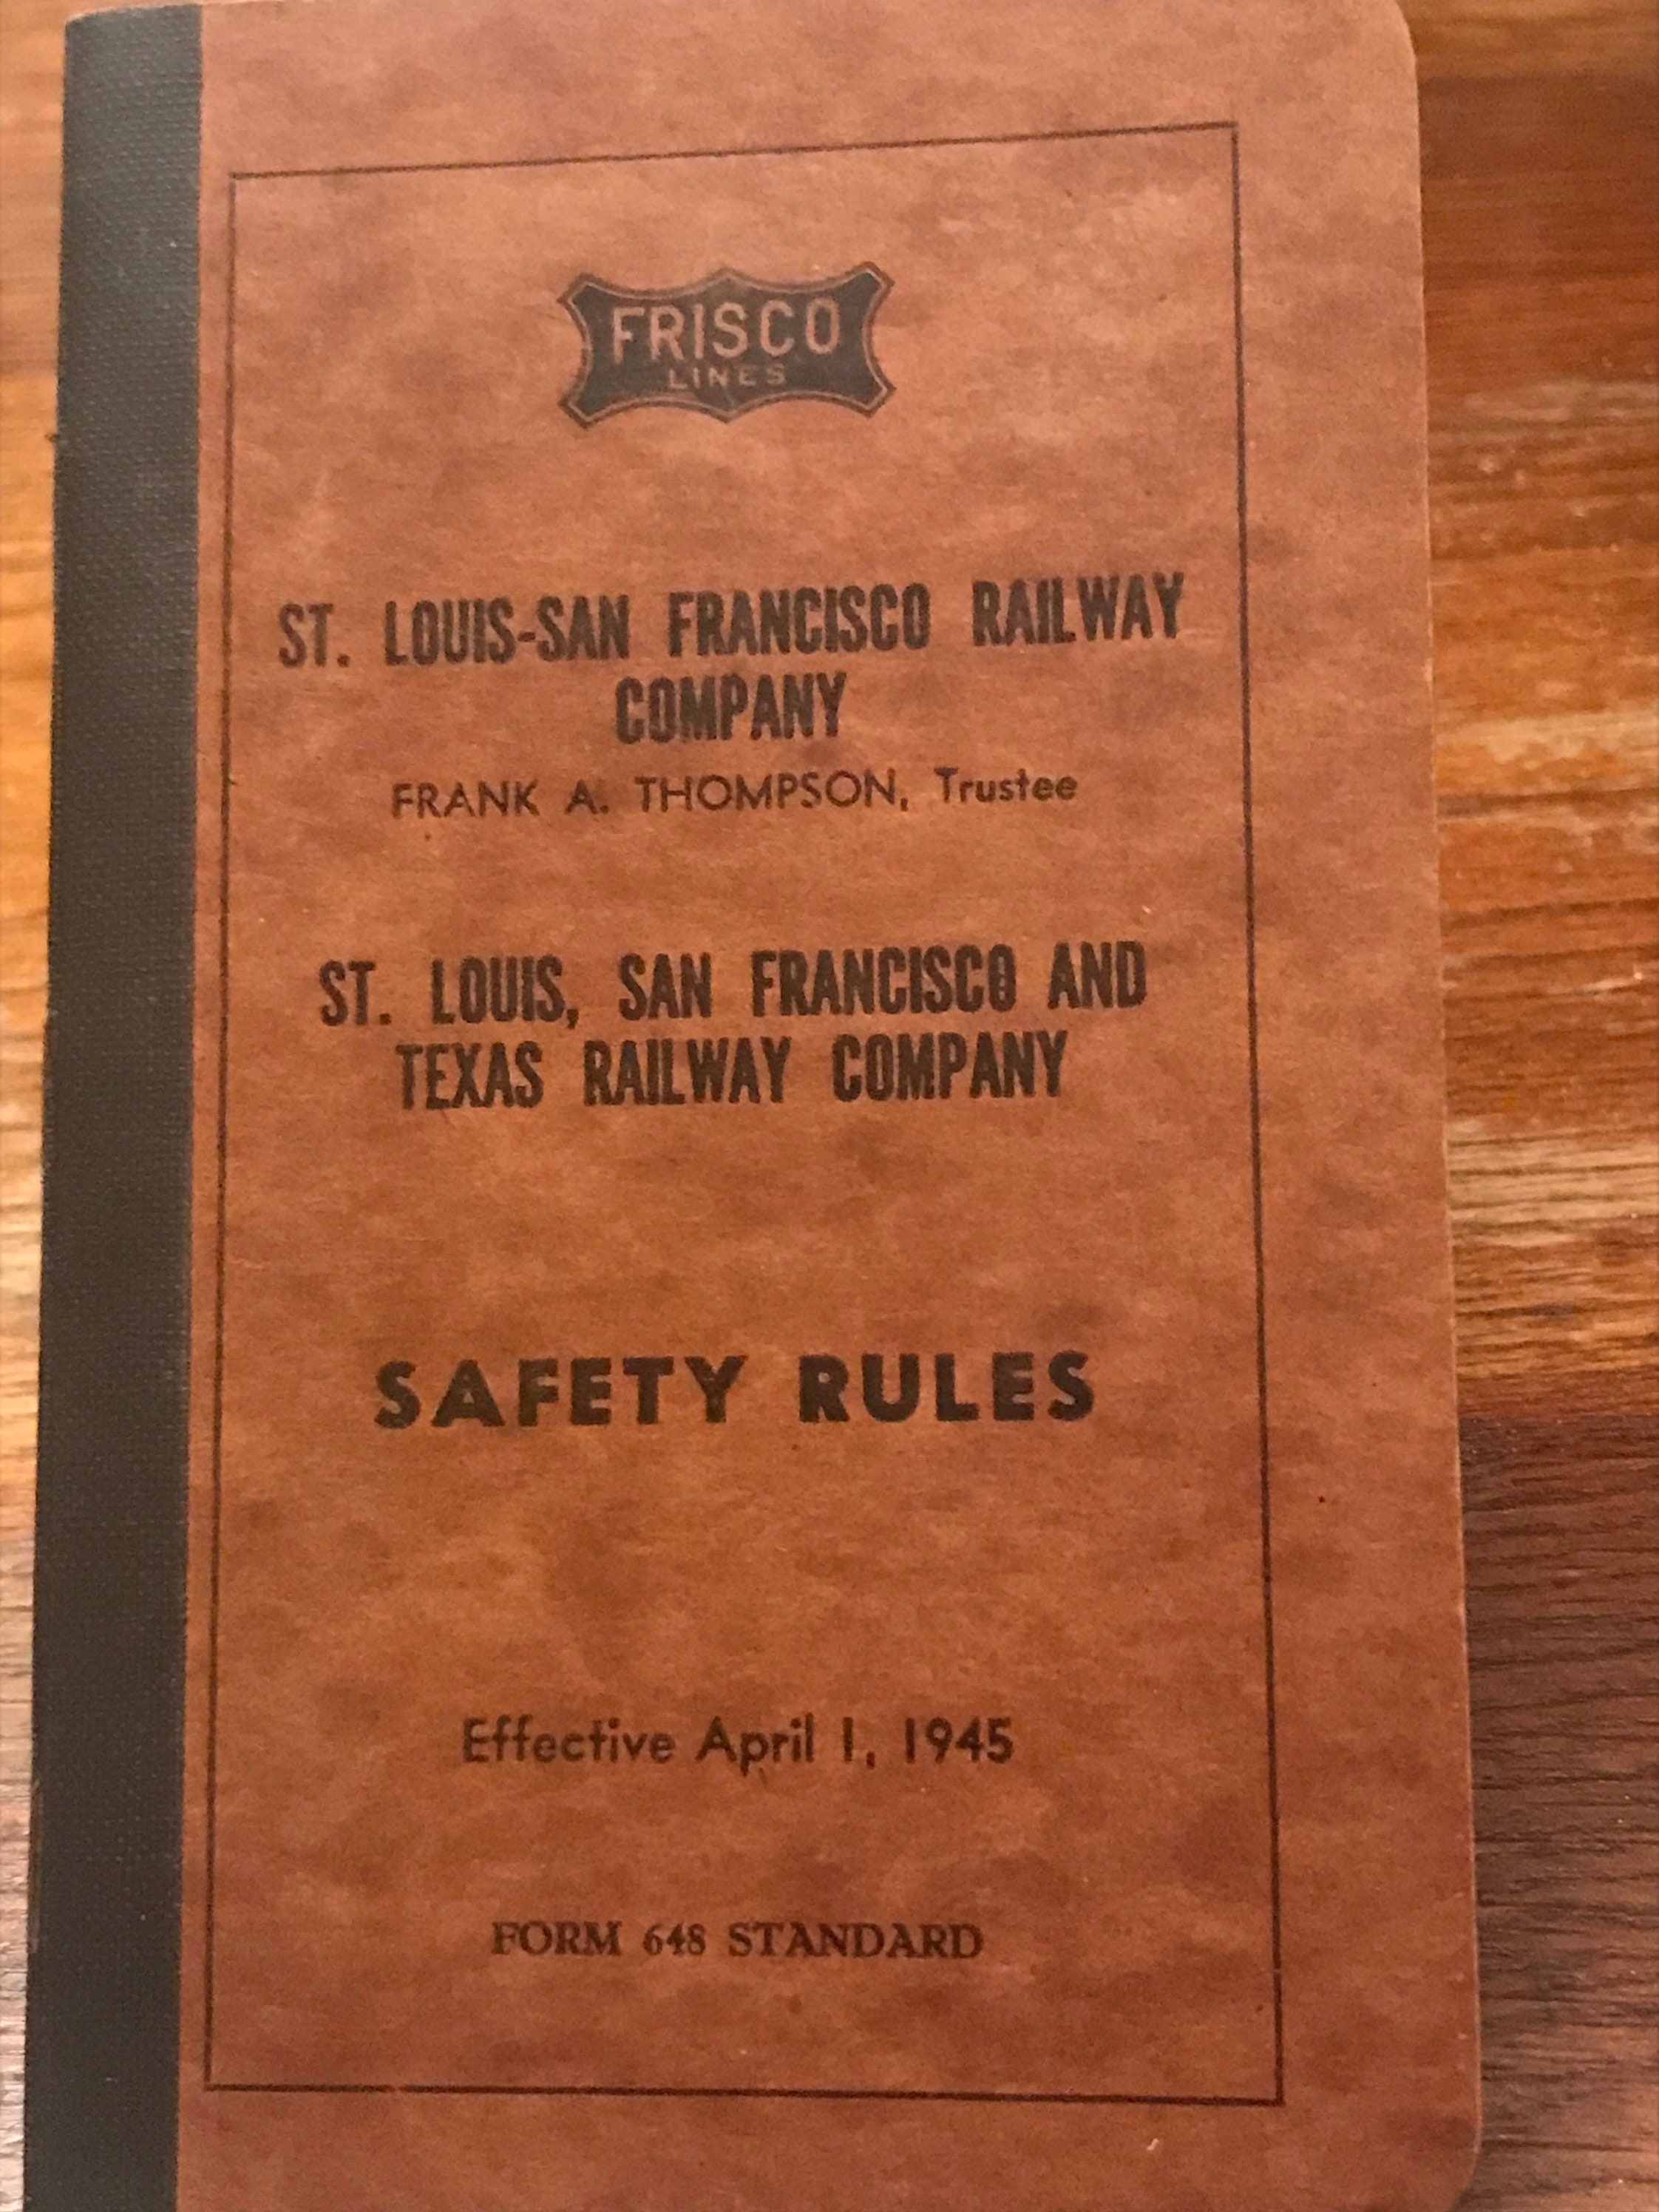 FRISCO
LINES
ST. LOUIS-SAN FRANCISCO RAILWAY
COMPANY
FRANK A. THOMPSON, Trustee
ST. LOUIS, SAN FRANCISCO AND
TEXAS RAILWAY COMPANY
SAFETY RULES
Effective April 1, 1945
FORM 648 STANDARD